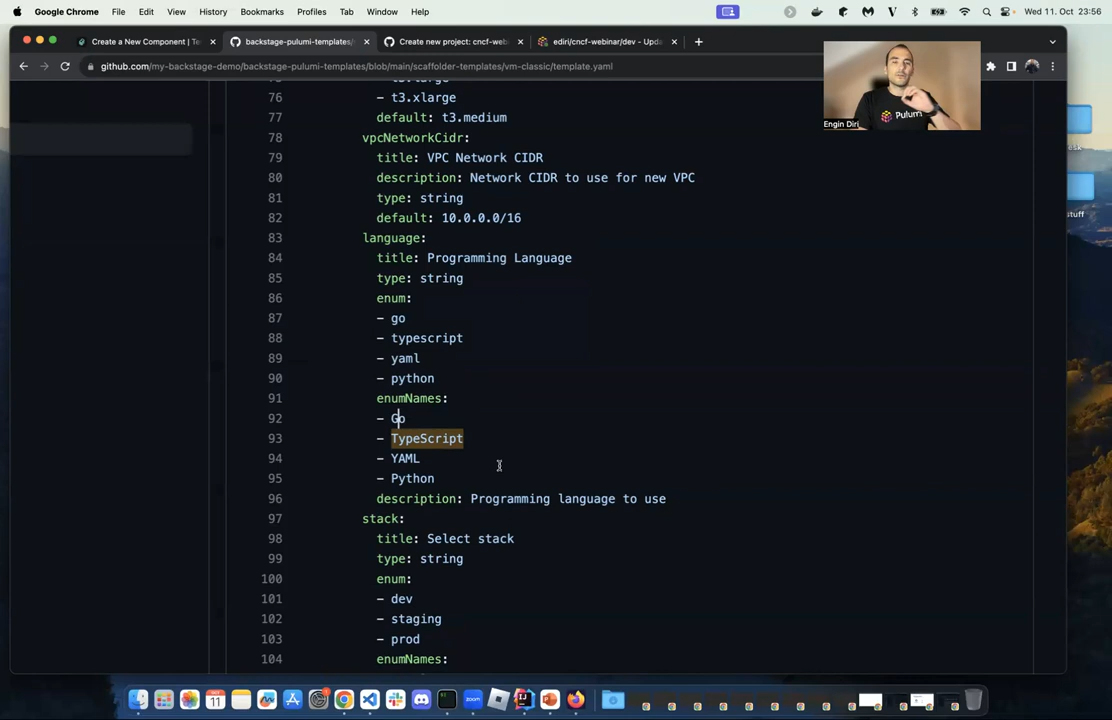 Google Chrome File Edit View History Bookmarks Profiles Tab Window Help
Wed 11. Oct 23:56
Create a New Component | Te
backstage-pulumi-templates/
Create new project: cncf-web
ediri/cncf-webinar/dev - Upda
github.com/my-backstage-demo/backstage-pulumi-templates/blob/main/scaffolder-templates/vm-classic/template.yaml
Pulumi
Engin Diri
esk
stuff
76 - t3.xlarge
77 default: t3.medium
78 vpcNetworkCidr:
79 title: VPC Network CIDR
80 description: Network CIDR to use for new VPC
81 type: string
82 default: 10.0.0.0/16
83 language:
84 title: Programming Language
85 type: string
86 enum:
87 - go
88 - typescript
89 - yaml
90 - python
91 enumNames:
92 - Go
93 - TypeScript
94 - YAML
95 - Python
96 description: Programming language to use
97 stack:
98 title: Select stack
99 type: string
100 enum:
101 - dev
102 - staging
103 - prod
104 enumNames:
11
zoom